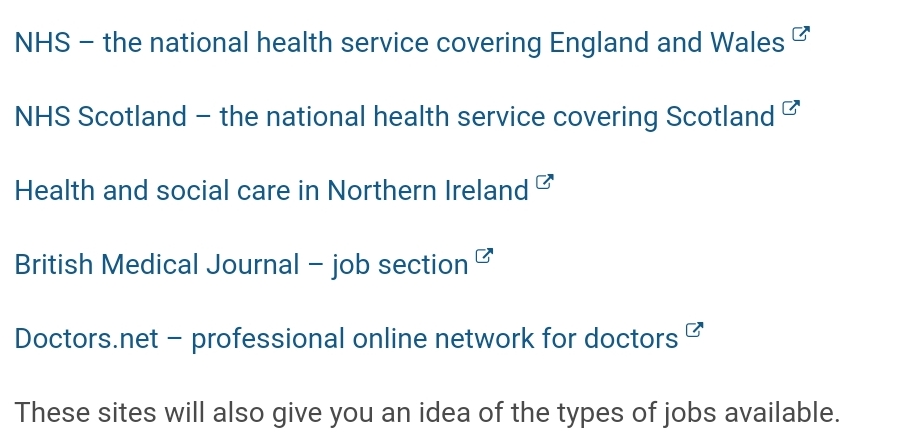 NHS – the national health service covering England and Wales
NHS Scotland – the national health service covering Scotland
Health and social care in Northern Ireland
British Medical Journal – job section
Doctors.net – professional online network for doctors
These sites will also give you an idea of the types of jobs available.